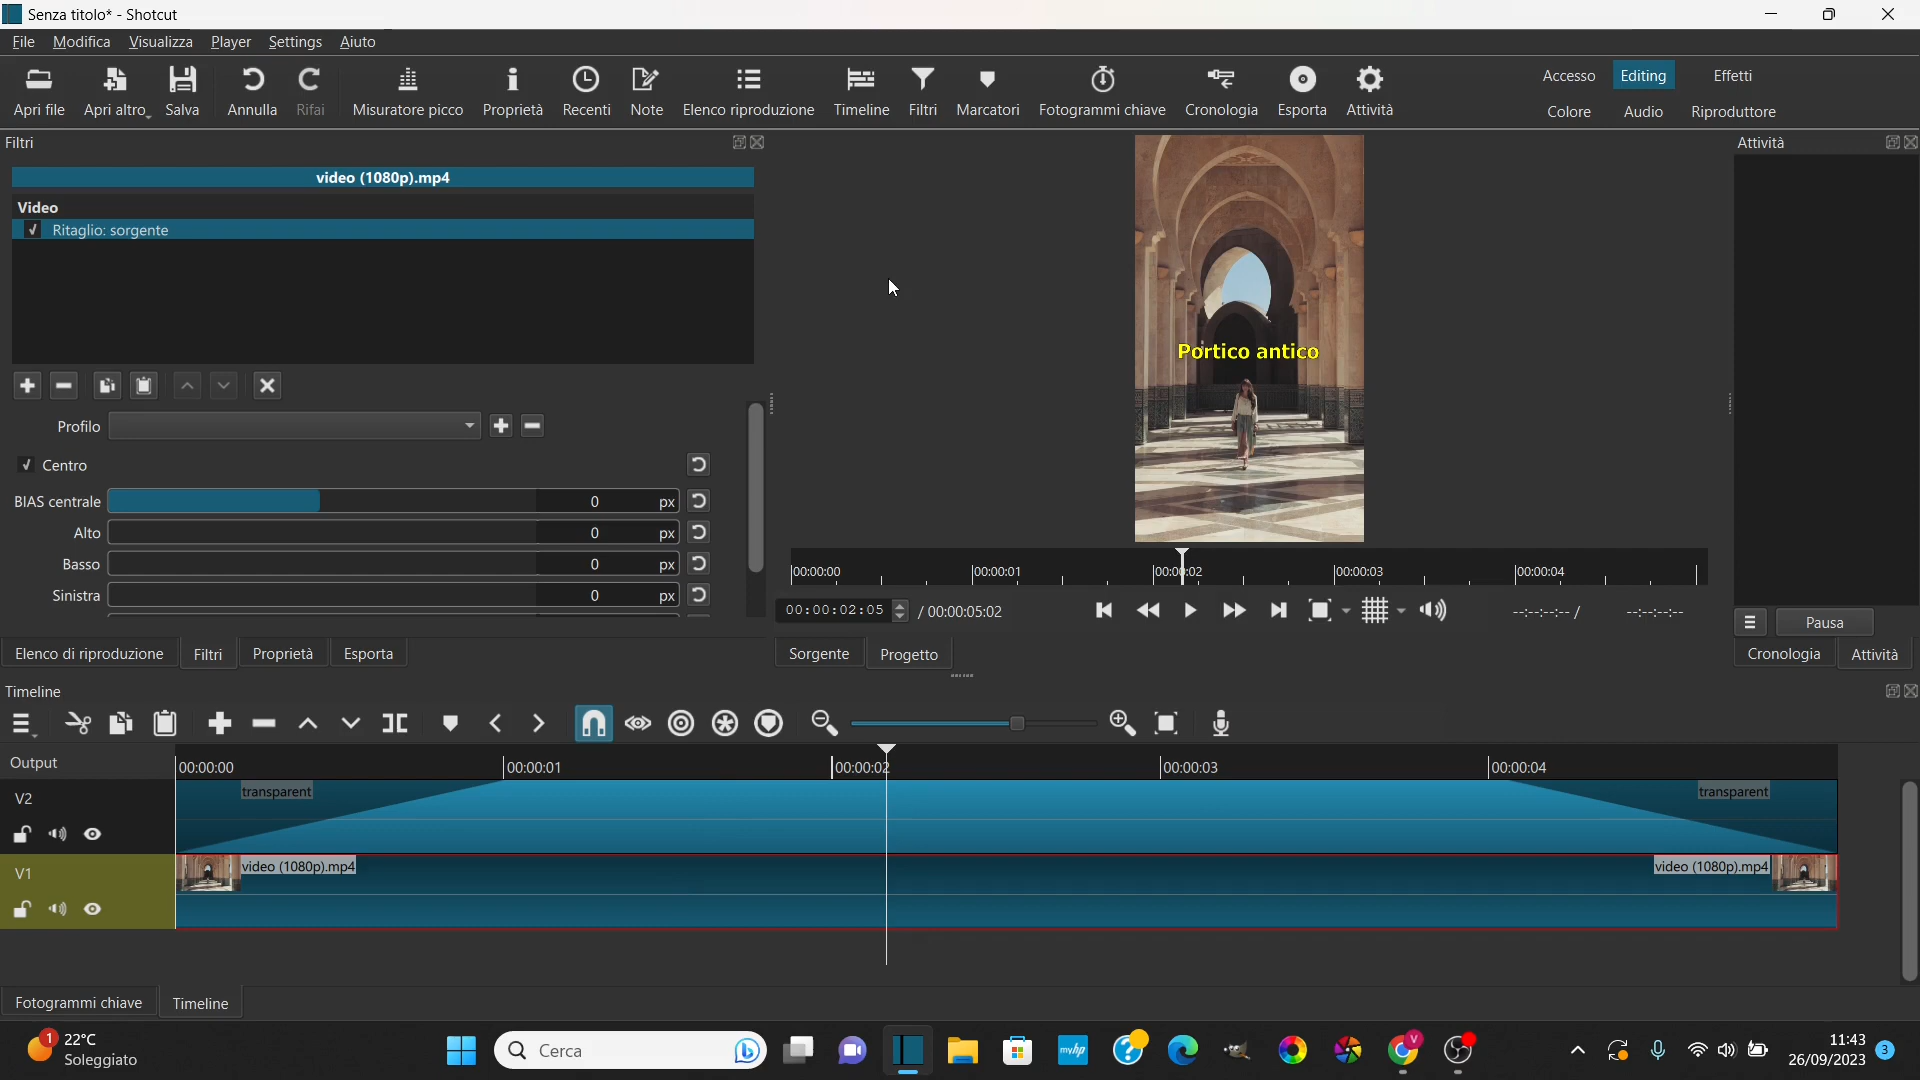 Senza titolo* - Shotcut
File Modifica Visualizza Player Settings Aiuto
Apri file Apri altro Salva Annulla Rifai Misuratore picco Proprietà Recenti Note Elenco riproduzione Timeline Filtri Marcatori Fotogrammi chiave Cronologia Esporta Attività
Accesso Editing Effetti
Colore Audio Riproduttore
Filtri
video (1080p).mp4
Video
Ritaglio: sorgente
Profilo
Centro
BIAS centrale 0 px
Alto 0 px
Basso 0 px
Sinistra 0 px
Elenco di riproduzione Filtri Proprietà Esporta
Portico antico
00:00:00 00:00:01 00:00:02 00:00:03 00:00:04
00:00:02:05 / 00:00:05:02
--:--:--:-- / --:--:--:--
Sorgente Progetto
Attività
Pausa
Cronologia Attività
Timeline
Output
00:00:00 00:00:01 00:00:02 00:00:03 00:00:04
V2
transparent transparent
V1
video (1080p).mp4 video (1080p).mp4
Fotogrammi chiave Timeline
1 22°C
Soleggiato
Cerca
myhp
V
11:43
26/09/2023
3